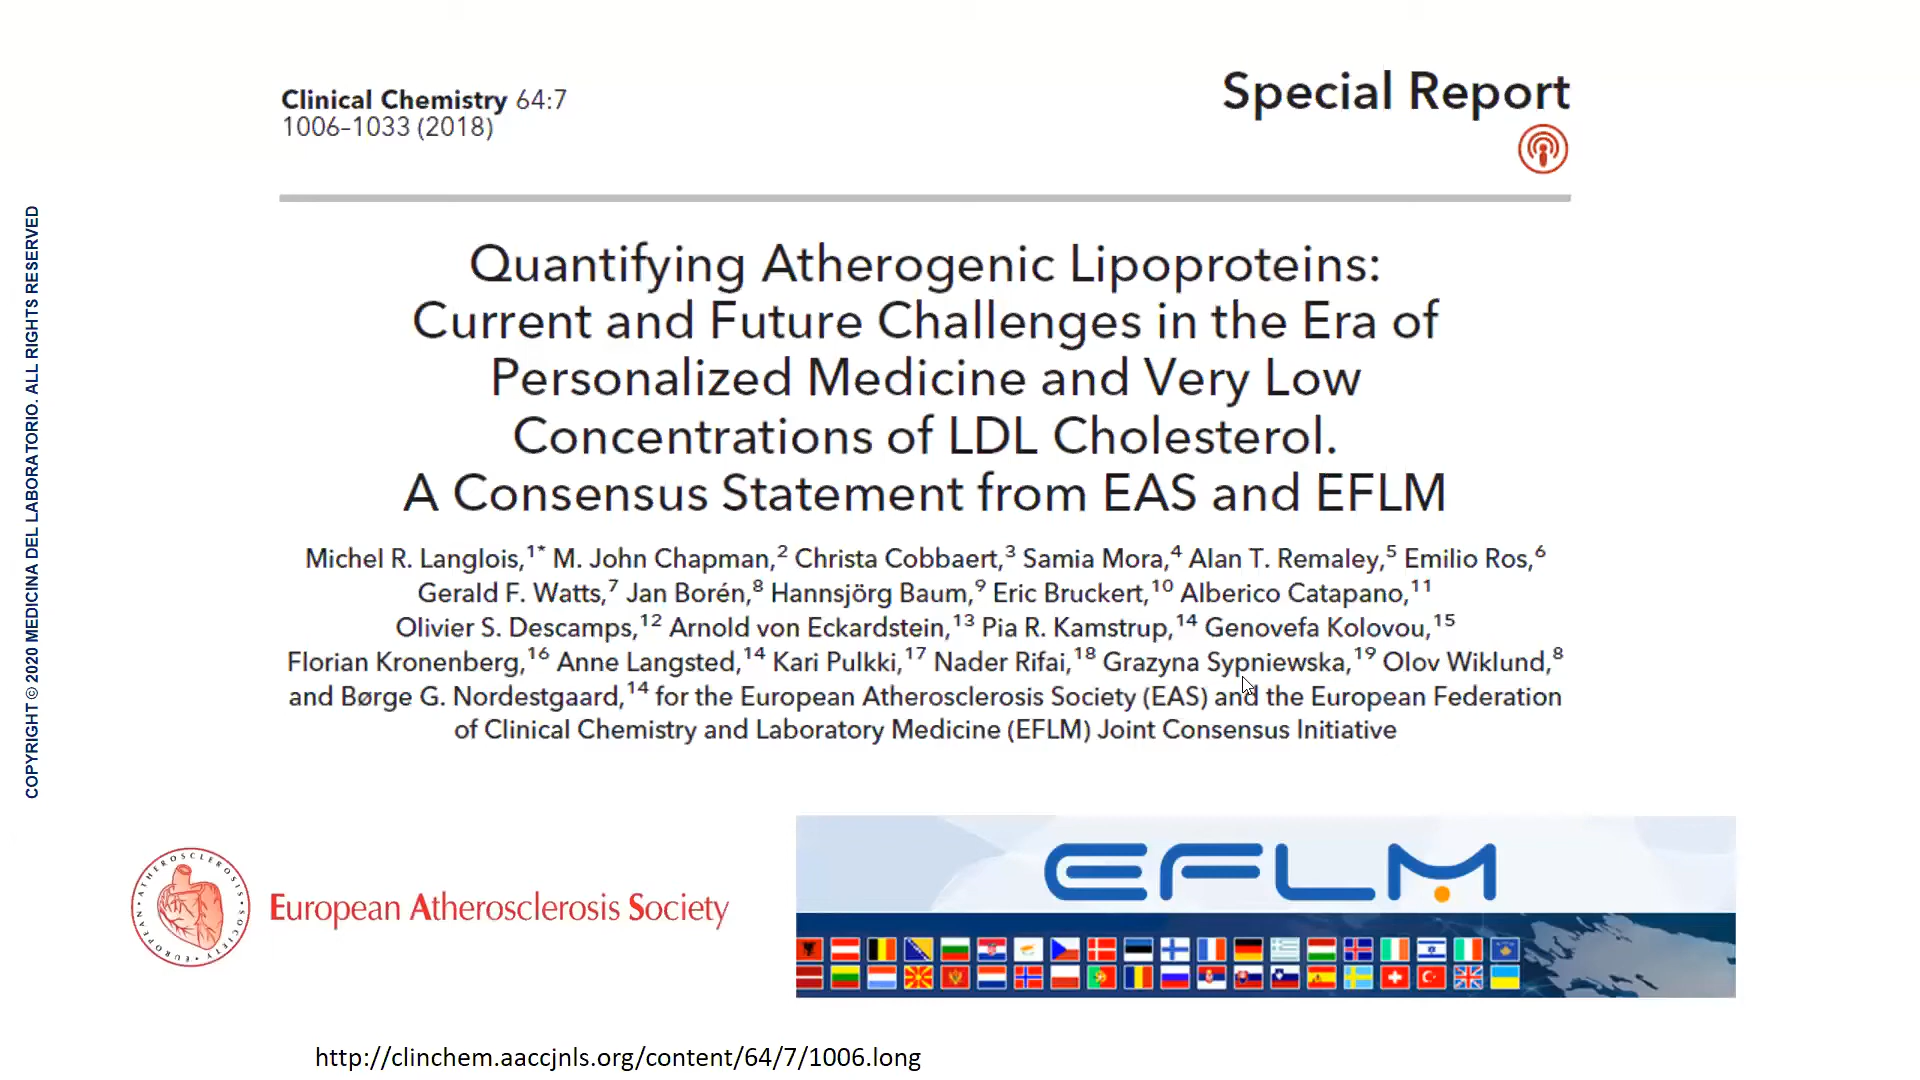 Clinical Chemistry 64:7
1006–1033 (2018)
Special Report
COPYRIGHT © 2020 MEDICINA DEL LABORATORIO. ALL RIGHTS RESERVED
Quantifying Atherogenic Lipoproteins:
Current and Future Challenges in the Era of
Personalized Medicine and Very Low
Concentrations of LDL Cholesterol.
A Consensus Statement from EAS and EFLM
Michel R. Langlois,1* M. John Chapman,2 Christa Cobbaert,3 Samia Mora,4 Alan T. Remaley,5 Emilio Ros,6
Gerald F. Watts,7 Jan Borén,8 Hannsjörg Baum,9 Eric Bruckert,10 Alberico Catapano,11
Olivier S. Descamps,12 Arnold von Eckardstein,13 Pia R. Kamstrup,14 Genovefa Kolovou,15
Florian Kronenberg,16 Anne Langsted,14 Kari Pulkki,17 Nader Rifai,18 Grazyna Sypniewska,19 Olov Wiklund,8
and Børge G. Nordestgaard,14 for the European Atherosclerosis Society (EAS) and the European Federation
of Clinical Chemistry and Laboratory Medicine (EFLM) Joint Consensus Initiative
EUROPEAN • ATHEROSCLEROSIS • SOCIETY •
European Atherosclerosis Society
EFLM
http://clinchem.aaccjnls.org/content/64/7/1006.long